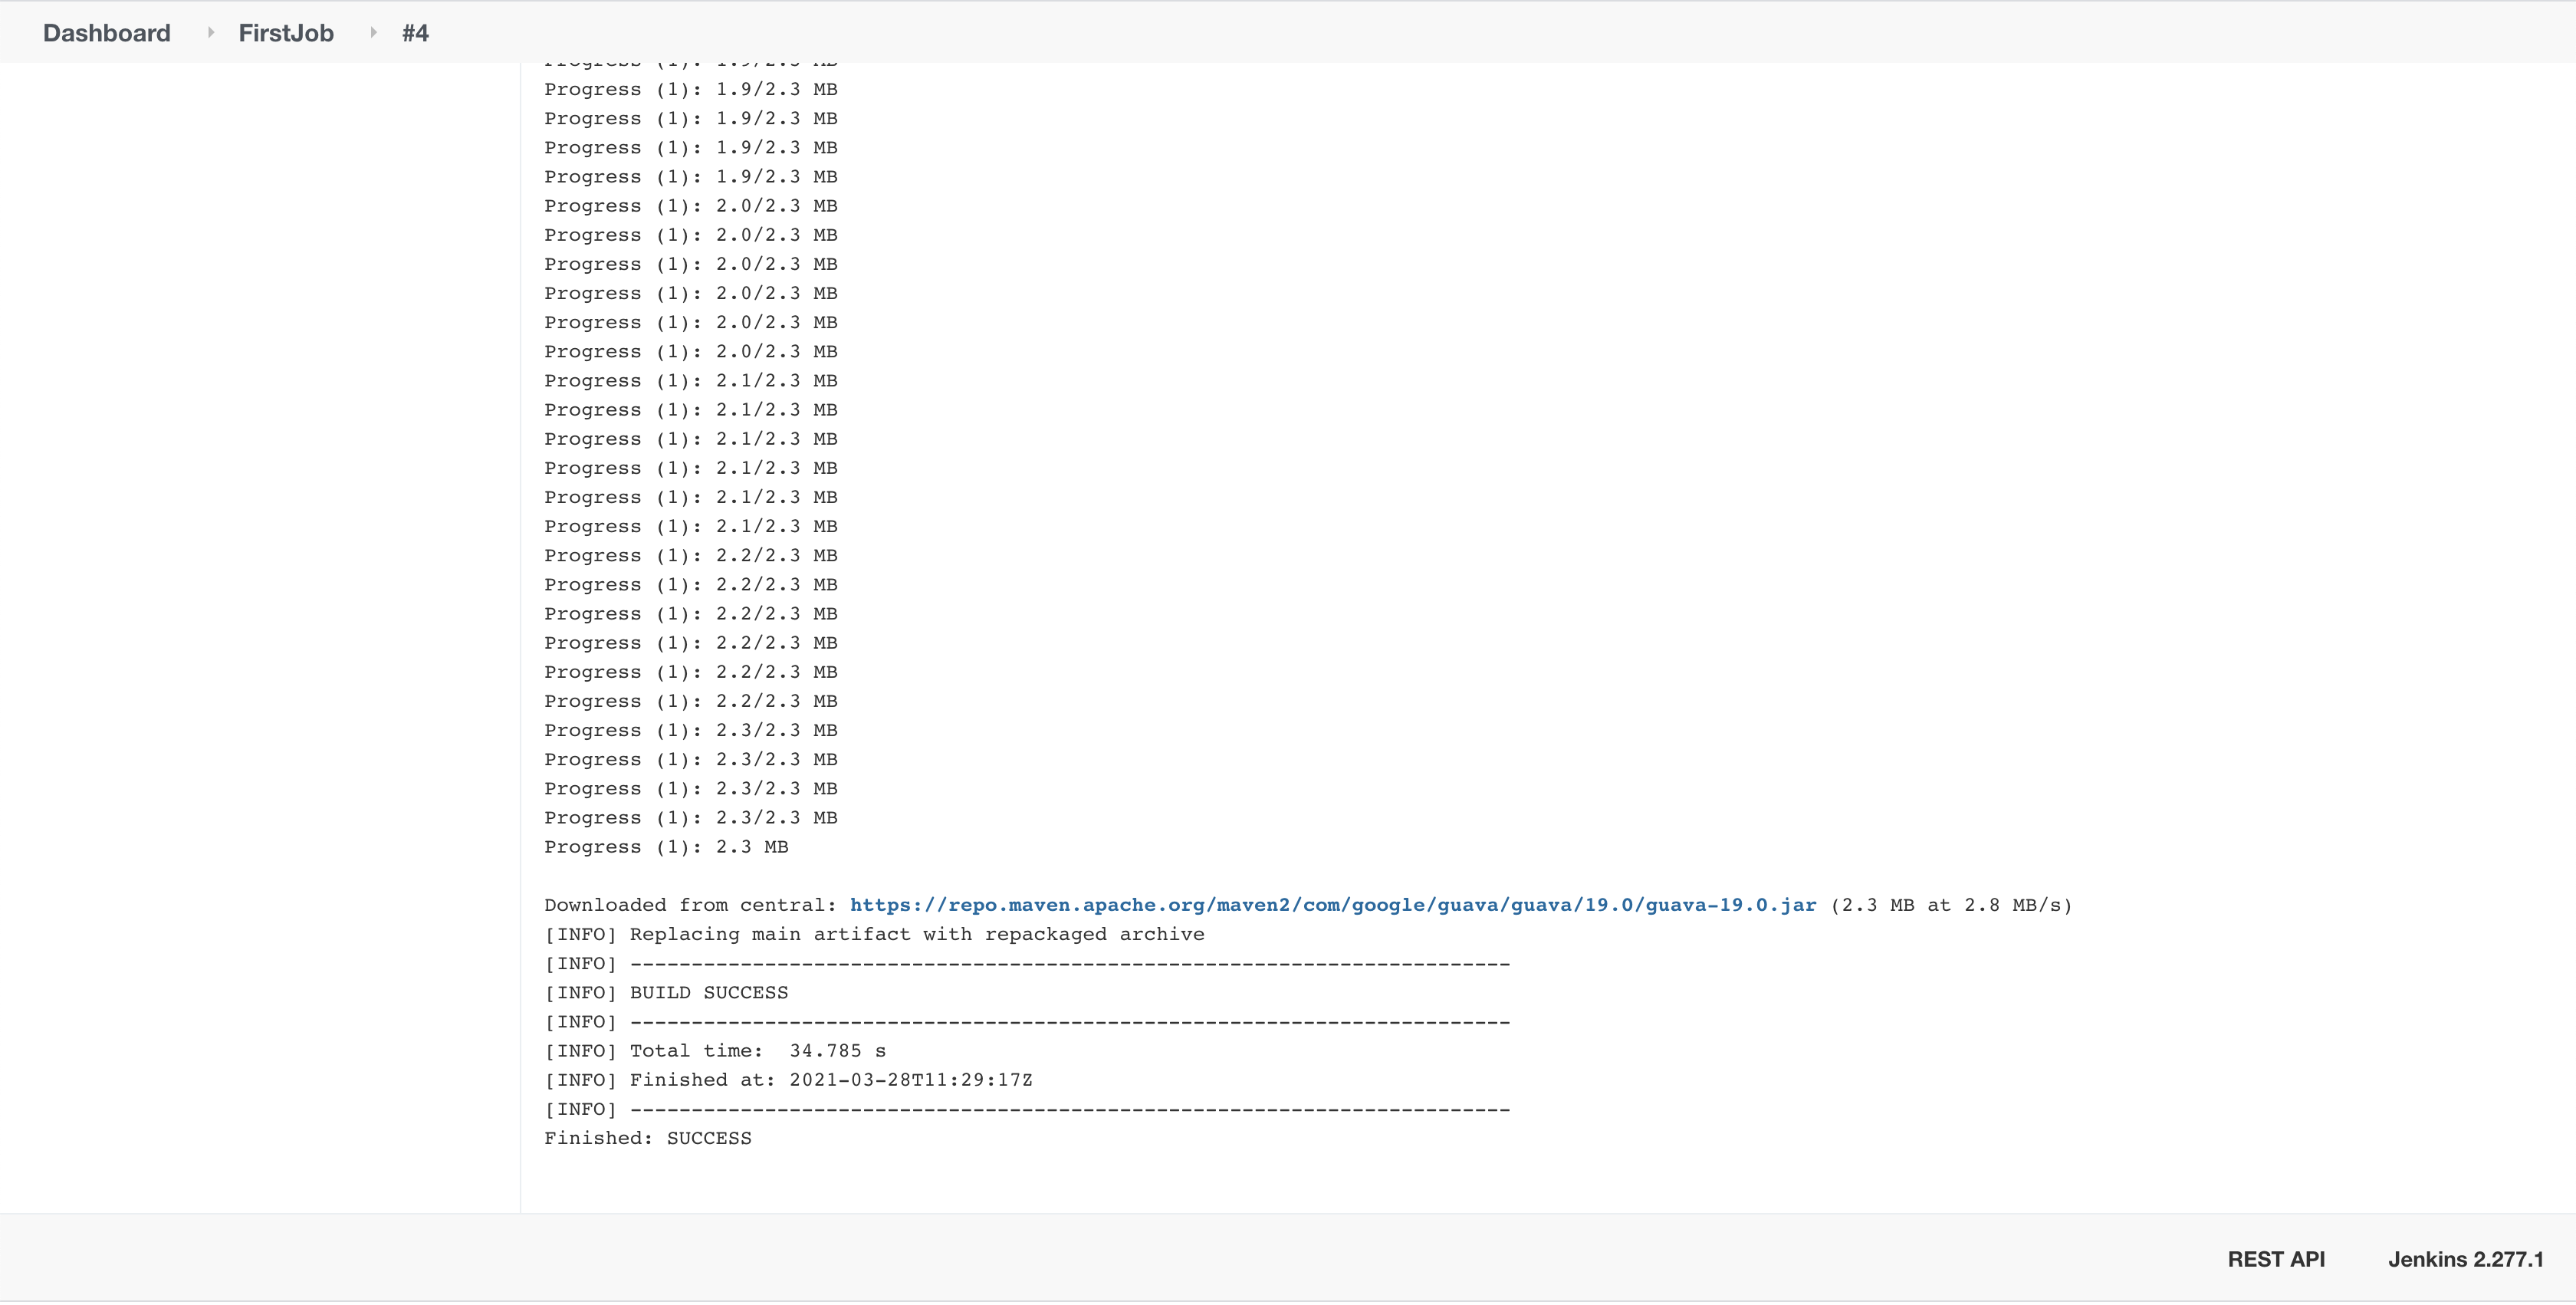 Dashboard FirstJob #4
Progress (1): 1.9/2.3 MB
Progress (1): 1.9/2.3 MB
Progress (1): 1.9/2.3 MB
Progress (1): 1.9/2.3 MB
Progress (1): 1.9/2.3 MB
Progress (1): 2.0/2.3 MB
Progress (1): 2.0/2.3 MB
Progress (1): 2.0/2.3 MB
Progress (1): 2.0/2.3 MB
Progress (1): 2.0/2.3 MB
Progress (1): 2.0/2.3 MB
Progress (1): 2.1/2.3 MB
Progress (1): 2.1/2.3 MB
Progress (1): 2.1/2.3 MB
Progress (1): 2.1/2.3 MB
Progress (1): 2.1/2.3 MB
Progress (1): 2.1/2.3 MB
Progress (1): 2.2/2.3 MB
Progress (1): 2.2/2.3 MB
Progress (1): 2.2/2.3 MB
Progress (1): 2.2/2.3 MB
Progress (1): 2.2/2.3 MB
Progress (1): 2.2/2.3 MB
Progress (1): 2.3/2.3 MB
Progress (1): 2.3/2.3 MB
Progress (1): 2.3/2.3 MB
Progress (1): 2.3/2.3 MB
Progress (1): 2.3 MB
Downloaded from central: https://repo.maven.apache.org/maven2/com/google/guava/guava/19.0/guava-19.0.jar (2.3 MB at 2.8 MB/s)
[INFO] Replacing main artifact with repackaged archive
[INFO] ------------------------------------------------------------------------
[INFO] BUILD SUCCESS
[INFO] ------------------------------------------------------------------------
[INFO] Total time:  34.785 s
[INFO] Finished at: 2021-03-28T11:29:17Z
[INFO] ------------------------------------------------------------------------
Finished: SUCCESS
REST API Jenkins 2.277.1